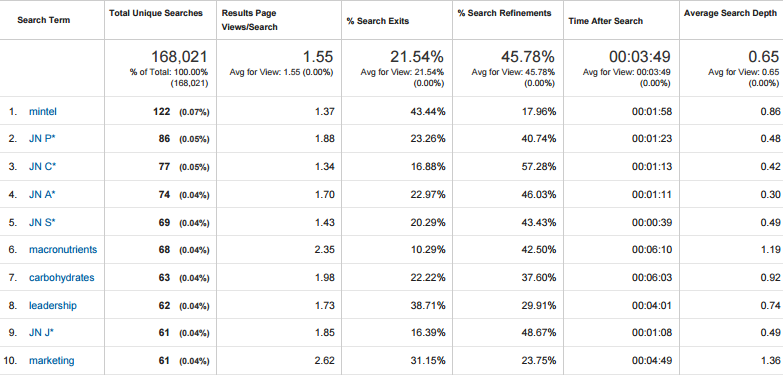 Search Term Total Unique Searches Results Page Views/Search % Search Exits % Search Refinements Time After Search Average Search Depth
168,021 1.55 21.54% 45.78% 00:03:49 0.65
% of Total: 100.00% (168,021) Avg for View: 1.55 (0.00%) Avg for View: 21.54% (0.00%) Avg for View: 45.78% (0.00%) Avg for View: 00:03:49 (0.00%) Avg for View: 0.65 (0.00%)
1. mintel 122 (0.07%) 1.37 43.44% 17.96% 00:01:58 0.86
2. JN P* 86 (0.05%) 1.88 23.26% 40.74% 00:01:23 0.48
3. JN C* 77 (0.05%) 1.34 16.88% 57.28% 00:01:13 0.42
4. JN A* 74 (0.04%) 1.70 22.97% 46.03% 00:01:11 0.30
5. JN S* 69 (0.04%) 1.43 20.29% 43.43% 00:00:39 0.49
6. macronutrients 68 (0.04%) 2.35 10.29% 42.50% 00:06:10 1.19
7. carbohydrates 63 (0.04%) 1.98 22.22% 37.60% 00:06:03 0.92
8. leadership 62 (0.04%) 1.73 38.71% 29.91% 00:04:01 0.74
9. JN J* 61 (0.04%) 1.85 16.39% 48.67% 00:01:08 0.49
10. marketing 61 (0.04%) 2.62 31.15% 23.75% 00:04:49 1.36